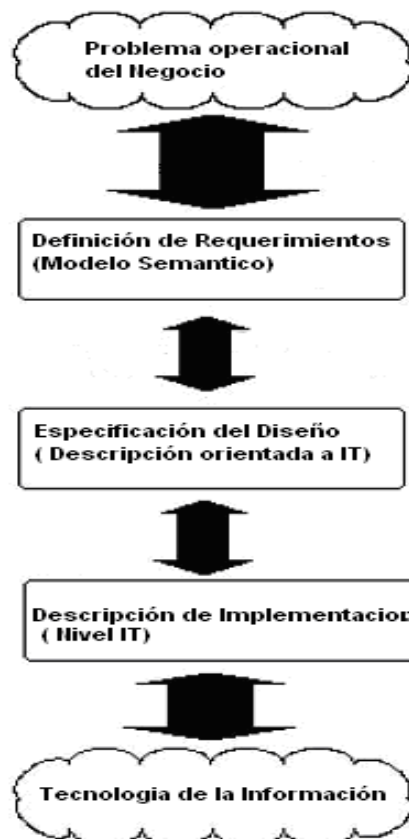 Problema operacional
del Negocio
Definición de Requerimientos
(Modelo Semantico)
Especificación del Diseño
( Descripción orientada a IT)
Descripción de Implementacion
( Nivel IT)
Tecnologia de la Información